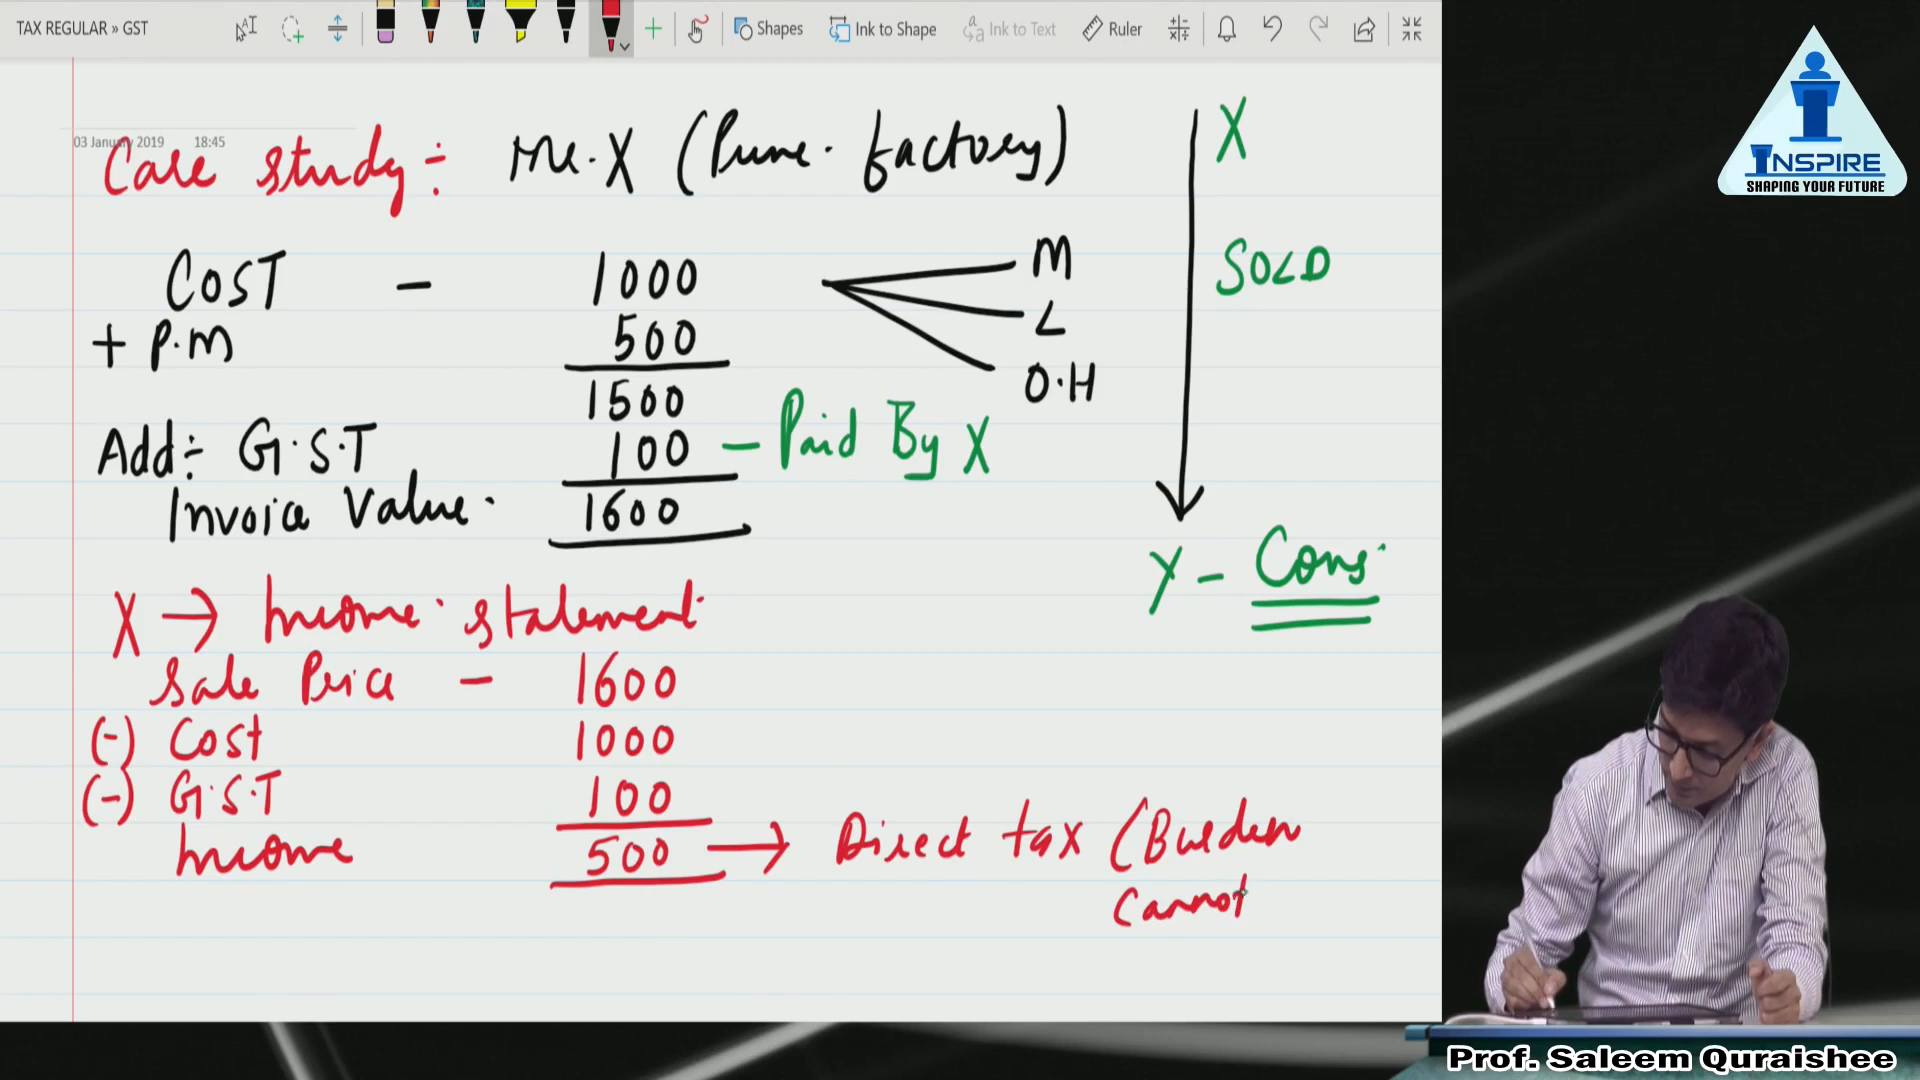 TAX REGULAR » GST
Shapes
Ink to Shape
Ink to Text
Ruler
03 January 2019 18:45
Case study ÷ Mr. X (Pune. factory)
COST - 1000
M
L
O.H
+ P.M 500
1500
Add ÷ G.S.T 100 - Paid By X
Invoice Value. 1600
X
SOLD
Y - Cons.
X → Income statement
Sale Price - 1600
(-) Cost 1000
(-) G.S.T 100
Income 500 → Direct tax (Burden
Cannot
INSPIRE
SHAPING YOUR FUTURE
Prof. Saleem Quraishee